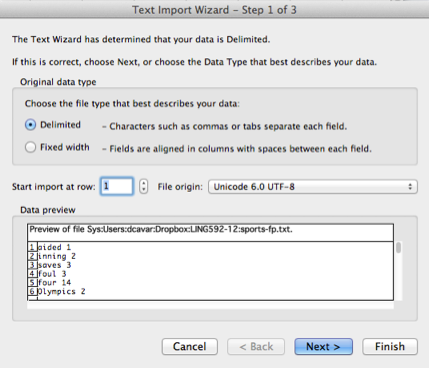 Text Import Wizard – Step 1 of 3
The Text Wizard has determined that your data is Delimited.
If this is correct, choose Next, or choose the Data Type that best describes your data.
Original data type
Choose the file type that best describes your data:
Delimited – Characters such as commas or tabs separate each field.
Fixed width – Fields are aligned in columns with spaces between each field.
Start import at row: 1 File origin: Unicode 6.0 UTF-8
Data preview
Preview of file Sys:Users:dcavar:Dropbox:LING592-12:sports-fp.txt.
1 aided 1
2 inning 2
3 saves 3
4 foul 3
5 four 14
6 Olympics 2
Cancel < Back Next > Finish